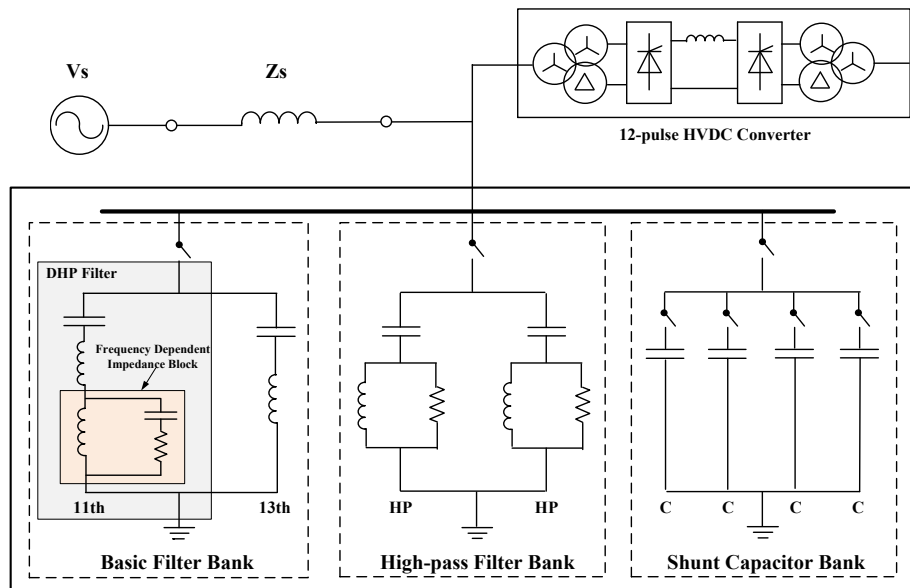 Vs
Zs
12-pulse HVDC Converter
DHP Filter
Frequency Dependent
Impedance Block
11th
13th
Basic Filter Bank
HP
HP
High-pass Filter Bank
C
C
C
C
Shunt Capacitor Bank